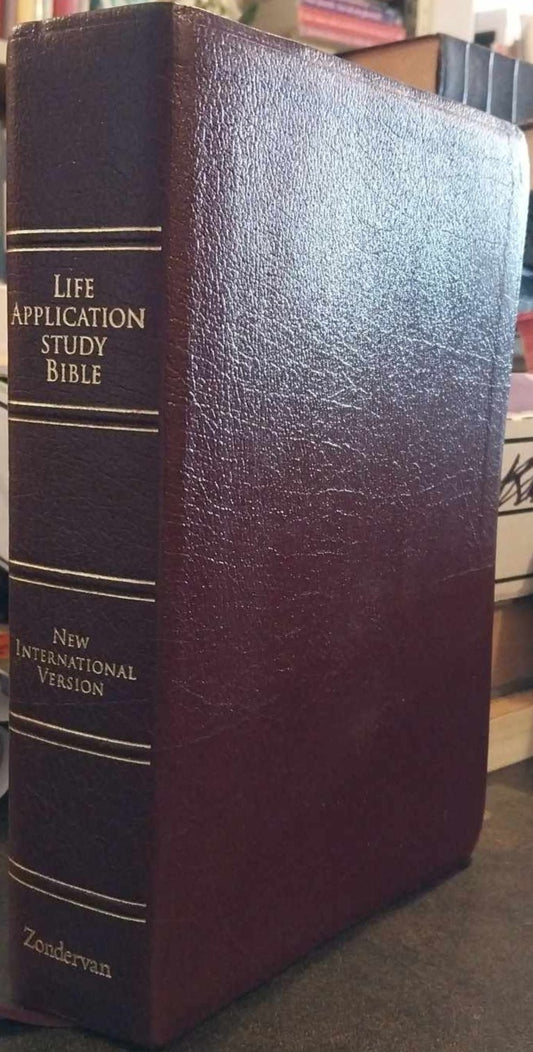 LIFE
APPLICATION
STUDY
BIBLE
NEW
INTERNATIONAL
VERSION
Zondervan